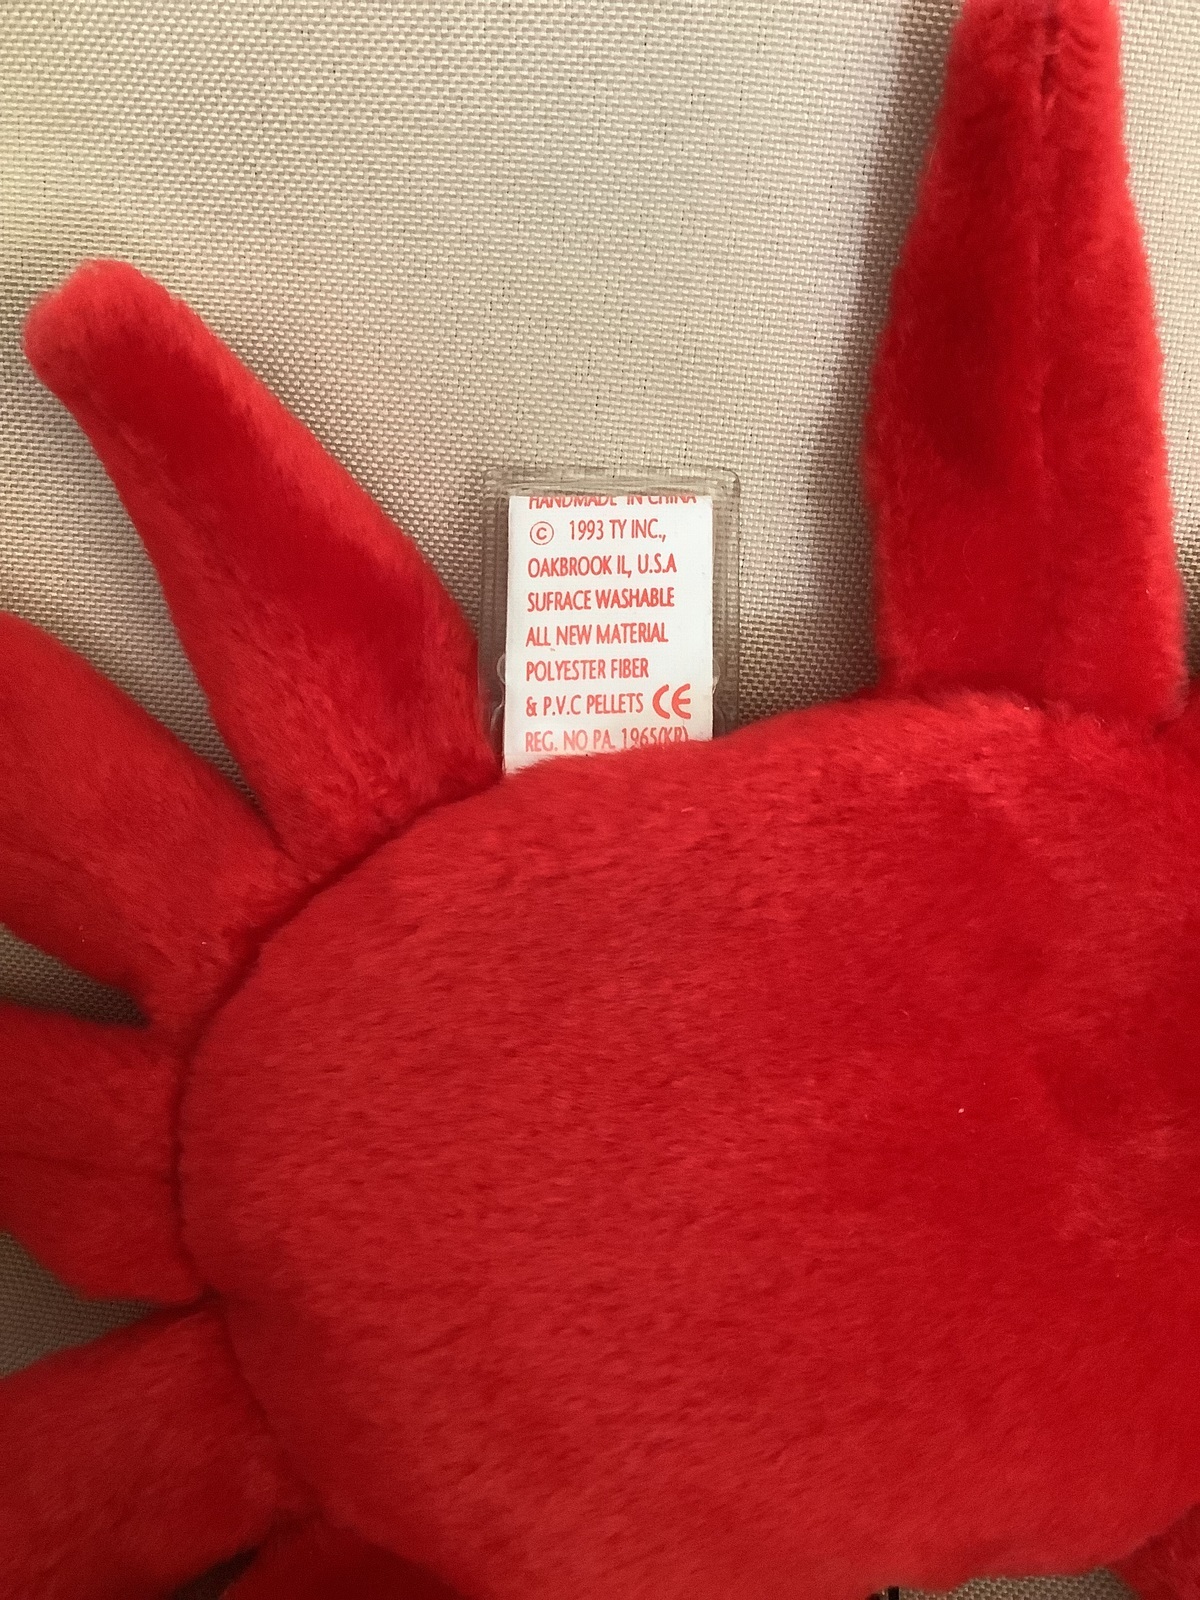 HANDMADE IN CHINA
© 1993 TY INC.,
OAKBROOK IL, U.S.A
SUFRACE WASHABLE
ALL NEW MATERIAL
POLYESTER FIBER
& P.V.C PELLETS CE
REG. NO PA. 1965(KR)